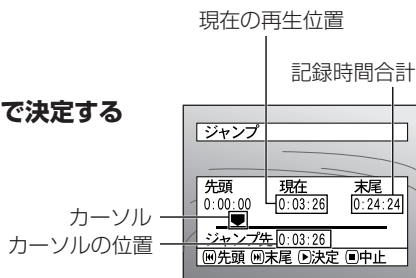 現在の再生位置
記録時間合計
で決定する
ジャンプ
先頭 現在 末尾
0:00:00 0:03:26 0:24:24
カーソル
カーソルの位置
ジャンプ先 0:03:26
⏮先頭 ⏭末尾 ▶決定 ■中止